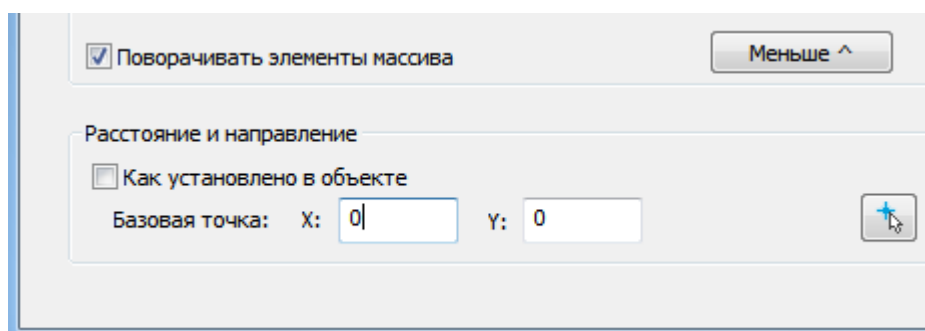 Поворачивать элементы массива Меньше ^
Расстояние и направление
Как установлено в объекте
Базовая точка: X: 0 Y: 0